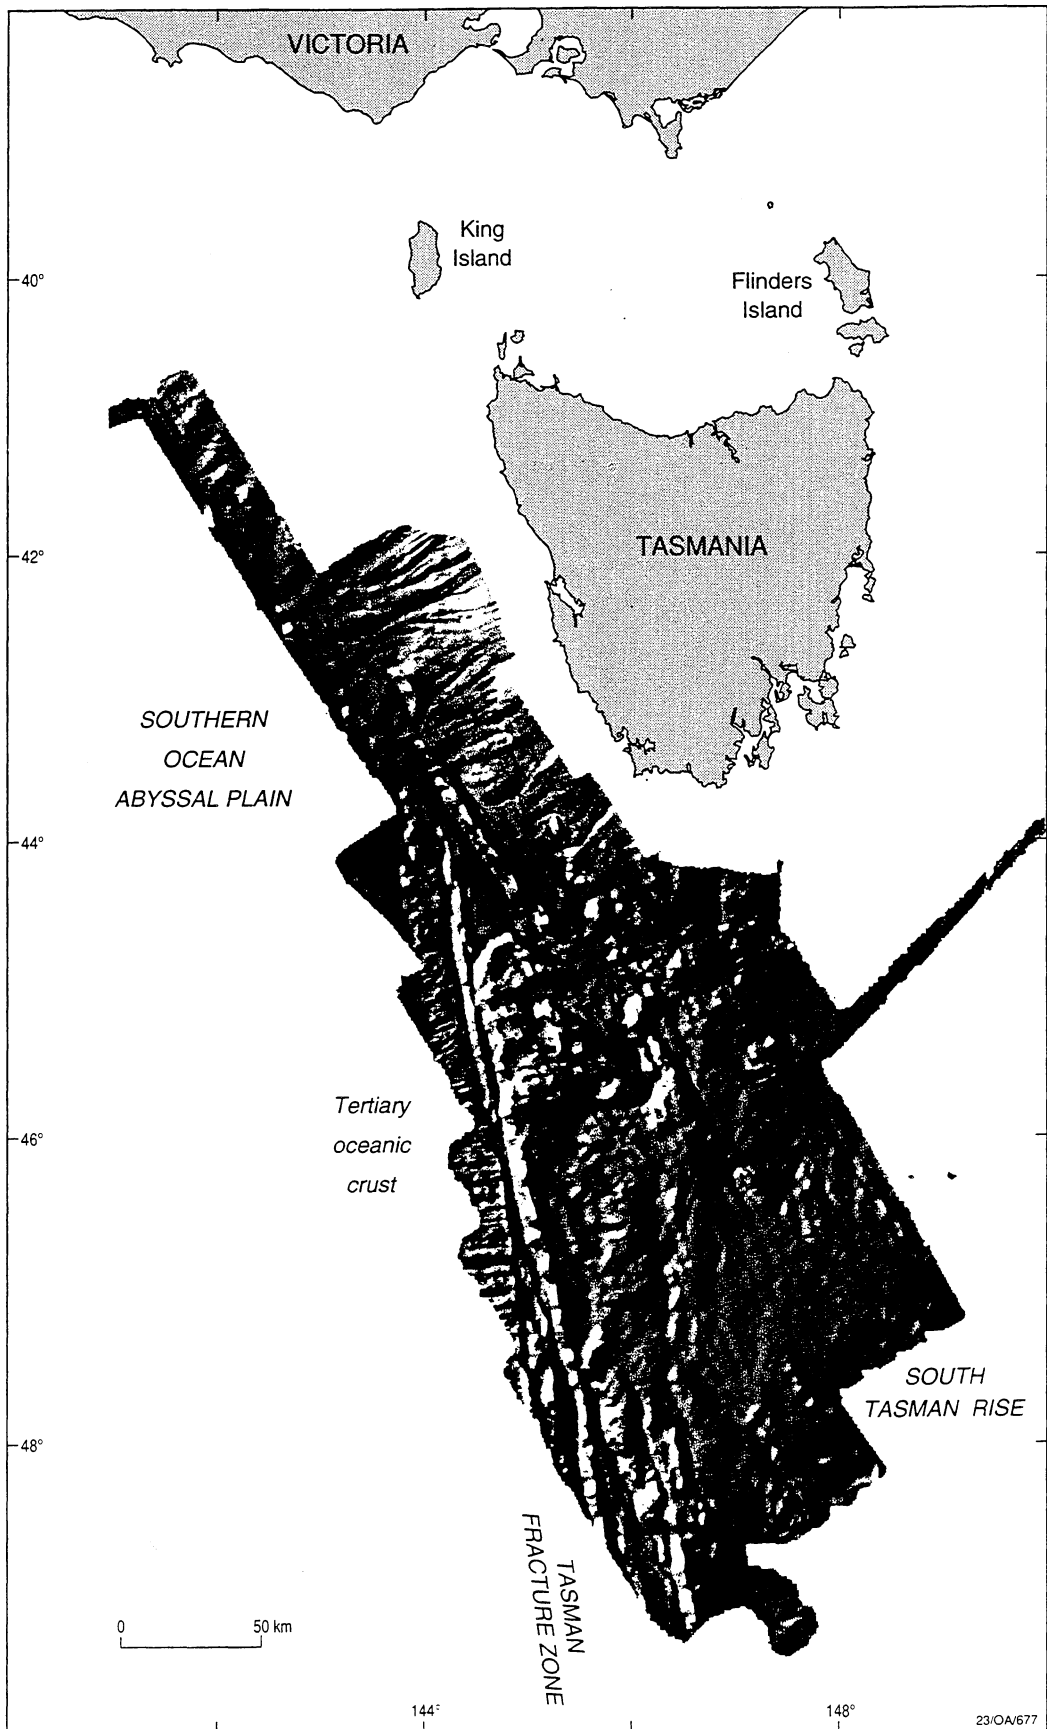 VICTORIA
King
Island
Flinders
Island
40°
TASMANIA
42°
SOUTHERN
OCEAN
ABYSSAL PLAIN
44°
Tertiary
oceanic
crust
46°
SOUTH
TASMAN RISE
48°
TASMAN
FRACTURE ZONE
0 50 km
144° 148°
23/OA/677